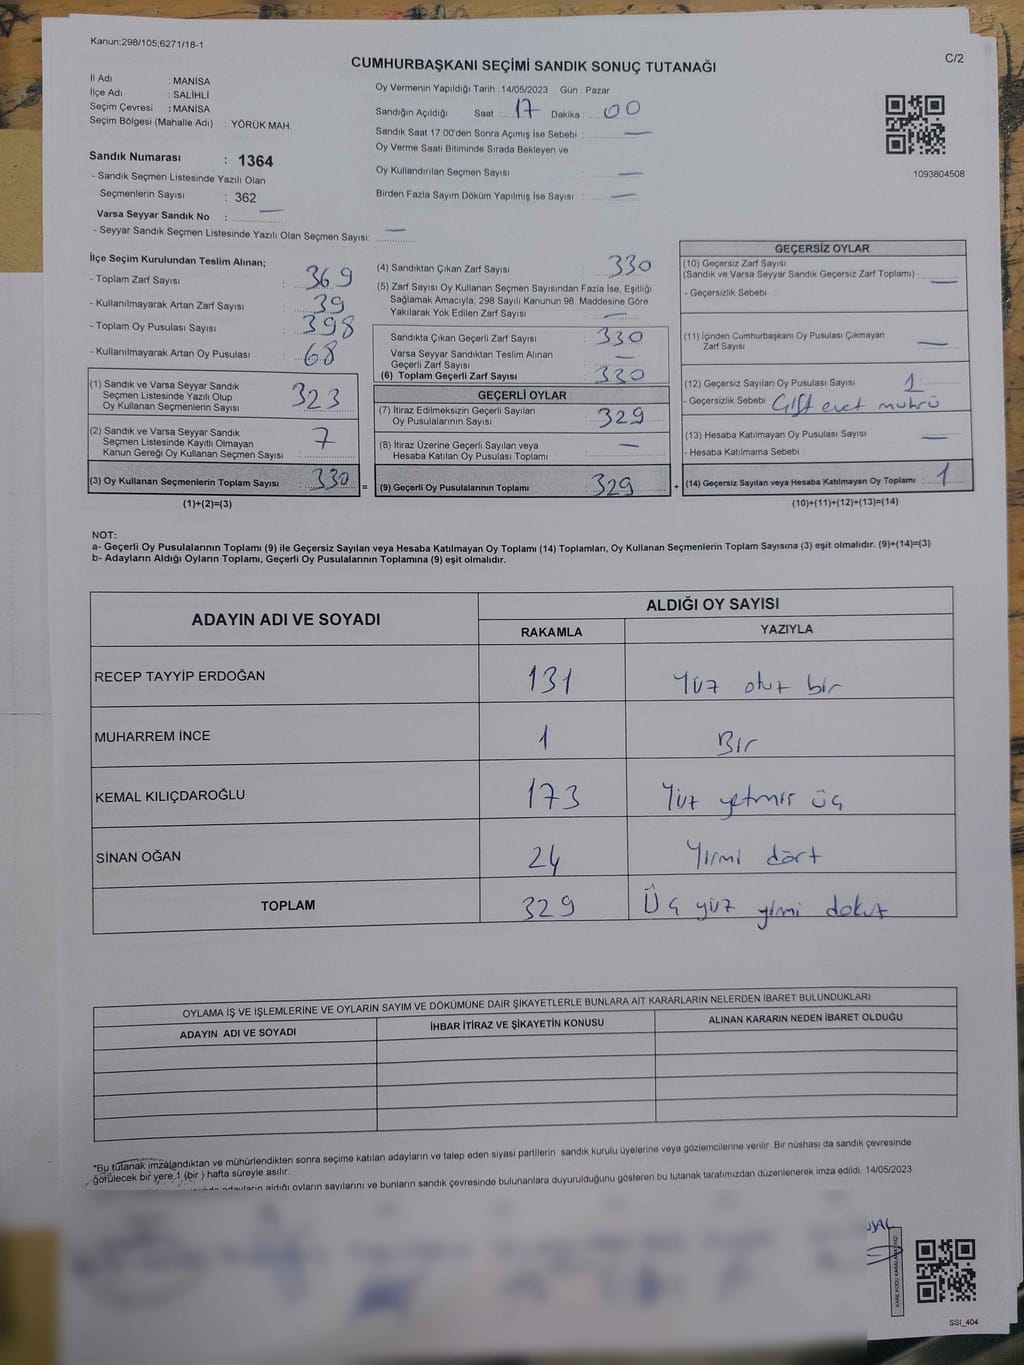 Kanun:298/105;6271/18-1
C/2
CUMHURBAŞKANI SEÇİMİ SANDIK SONUÇ TUTANAĞI
İl Adı : MANİSA
İlçe Adı : SALİHLİ
Seçim Çevresi : MANİSA
Seçim Bölgesi (Mahalle Adı) : YÖRÜK MAH.
Sandık Numarası : 1364
- Sandık Seçmen Listesinde Yazılı Olan
Seçmenlerin Sayısı : 362
Varsa Seyyar Sandık No : —
- Seyyar Sandık Seçmen Listesinde Yazılı Olan Seçmen Sayısı: —
Oy Vermenin Yapıldığı Tarih : 14/05/2023 Gün : Pazar
Sandığın Açıldığı Saat : 17 Dakika : 00
Sandık Saat 17:00'den Sonra Açımış İse Sebebi : —
Oy Verme Saati Bitiminde Sırada Bekleyen ve
Oy Kullandırılan Seçmen Sayısı : —
Birden Fazla Sayım Döküm Yapılmış İse Sayısı : —
1093804508
İlçe Seçim Kurulundan Teslim Alınan;
- Toplam Zarf Sayısı : 369
- Kullanılmayarak Artan Zarf Sayısı : 39
- Toplam Oy Pusulası Sayısı : 398
- Kullanılmayarak Artan Oy Pusulası : 68
(1) Sandık ve Varsa Seyyar Sandık
Seçmen Listesinde Yazılı Olup
Oy Kullanan Seçmenlerin Sayısı : 323
(2) Sandık ve Varsa Seyyar Sandık
Seçmen Listesinde Kayıtlı Olmayan
Kanun Gereği Oy Kullanan Seçmen Sayısı : 7
(3) Oy Kullanan Seçmenlerin Toplam Sayısı : 330 =
(1)+(2)=(3)
(4) Sandıktan Çıkan Zarf Sayısı : 330
(5) Zarf Sayısı Oy Kullanan Seçmen Sayısından Fazla İse, Eşitliği
Sağlamak Amacıyla; 298 Sayılı Kanunun 98. Maddesine Göre
Yakılarak Yok Edilen Zarf Sayısı : —
Sandıkta Çıkan Geçerli Zarf Sayısı : 330
Varsa Seyyar Sandıktan Teslim Alınan
Geçerli Zarf Sayısı : —
(6) Toplam Geçerli Zarf Sayısı : 330
GEÇERLİ OYLAR
(7) İtiraz Edilmeksizin Geçerli Sayılan
Oy Pusulalarının Sayısı : 329
(8) İtiraz Üzerine Geçerli Sayılan veya
Hesaba Katılan Oy Pusulası Toplamı : —
(9) Geçerli Oy Pusulalarının Toplamı : 329 +
GEÇERSİZ OYLAR
(10) Geçersiz Zarf Sayısı
(Sandık ve Varsa Seyyar Sandık Geçersiz Zarf Toplamı) : —
- Geçersizlik Sebebi :
(11) İçinden Cumhurbaşkanı Oy Pusulası Çıkmayan
Zarf Sayısı : —
(12) Geçersiz Sayılan Oy Pusulası Sayısı : 1
- Geçersizlik Sebebi : Çift evet mührü
(13) Hesaba Katılmayan Oy Pusulası Sayısı : —
- Hesaba Katılmama Sebebi :
(14) Geçersiz Sayılan veya Hesaba Katılmayan Oy Toplamı : 1
(10)+(11)+(12)+(13)=(14)
NOT:
a- Geçerli Oy Pusulalarının Toplamı (9) ile Geçersiz Sayılan veya Hesaba Katılmayan Oy Toplamı (14) Toplamları, Oy Kullanan Seçmenlerin Toplam Sayısına (3) eşit olmalıdır. (9)+(14)=(3)
b- Adayların Aldığı Oyların Toplamı, Geçerli Oy Pusulalarının Toplamına (9) eşit olmalıdır.
ADAYIN ADI VE SOYADI
ALDIĞI OY SAYISI
RAKAMLA YAZIYLA
RECEP TAYYİP ERDOĞAN 131 Yüz otuz bir
MUHARREM İNCE 1 Bir
KEMAL KILIÇDAROĞLU 173 Yüz yetmiş üç
SİNAN OĞAN 24 Yirmi dört
TOPLAM 329 Üç yüz yirmi dokuz
OYLAMA İŞ VE İŞLEMLERİNE VE OYLARIN SAYIM VE DÖKÜMÜNE DAİR ŞİKAYETLERLE BUNLARA AİT KARARLARIN NELERDEN İBARET BULUNDUKLARI
ADAYIN ADI VE SOYADI İHBAR İTİRAZ VE ŞİKAYETİN KONUSU ALINAN KARARIN NEDEN İBARET OLDUĞU
*Bu tutanak imzalandıktan ve mühürlendikten sonra seçime katılan adayların ve talep eden siyasi partilerin sandık kurulu üyelerine veya gözlemcilerine verilir. Bir nüshası da sandık çevresinde
görülecek bir yere 1 (bir ) hafta süreyle asılır.
adayların aldığı oyların sayılarını ve bunların sandık çevresinde bulunanlara duyurulduğunu gösteren bu tutanak tarafımızdan düzenlenerek imza edildi. 14/05/2023
SSI_404